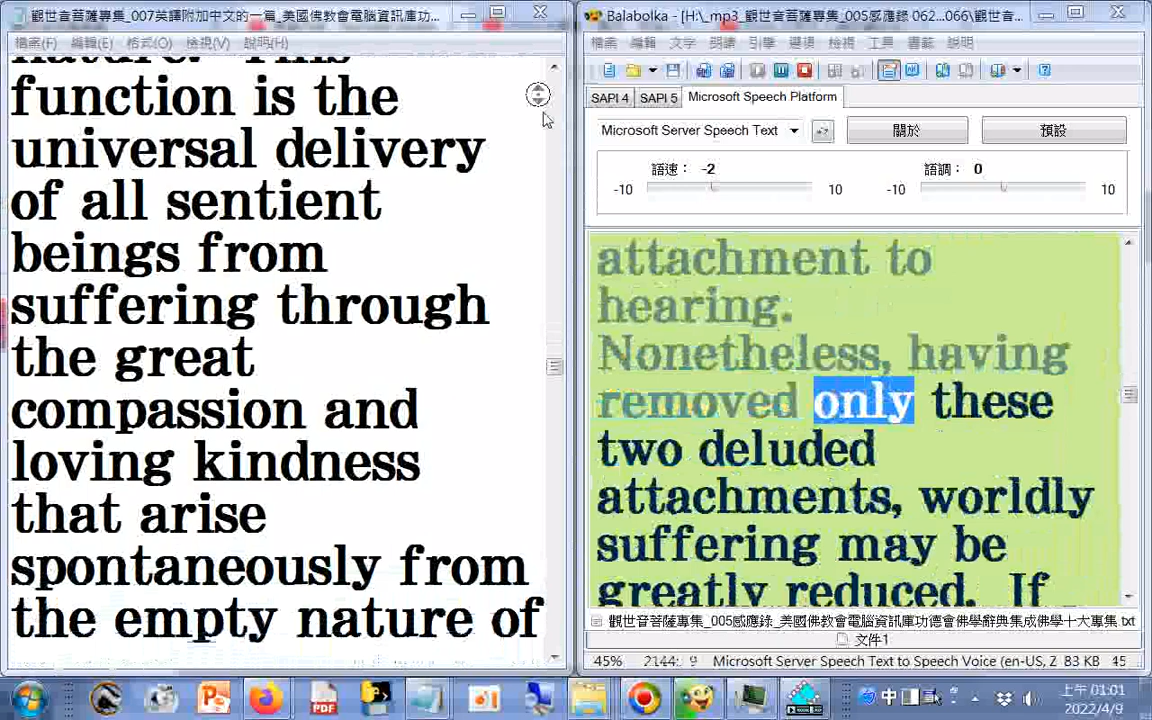 觀世音菩薩專集_007英譯附加中文的一篇_美國佛教會電腦資訊庫功...
檔案(F) 編輯(E) 格式(O) 檢視(V) 說明(H)
nature. This
function is the
universal delivery
of all sentient
beings from
suffering through
the great
compassion and
loving kindness
that arise
spontaneously from
the empty nature of
Balabolka - [H:\_mp3_觀世音菩薩專集_005感應錄 062...066\觀世音...
檔案 編輯 文字 朗讀 引擎 選項 檢視 工具 書籤 說明
SAPI 4 SAPI 5 Microsoft Speech Platform
Microsoft Server Speech Text 關於 預設
語速： -2 語調： 0
-10 10 -10 10
attachment to
hearing.
Nonetheless, having
removed only these
two deluded
attachments, worldly
suffering may be
greatly reduced. If
觀世音菩薩專集_005感應錄_美國佛教會電腦資訊庫功德會佛學辭典集成佛學十大專集 txt
文件1
45% 2144: 9 Microsoft Server Speech Text to Speech Voice (en-US, Z 83 KB 45
中 上午 01:01
2022/4/9